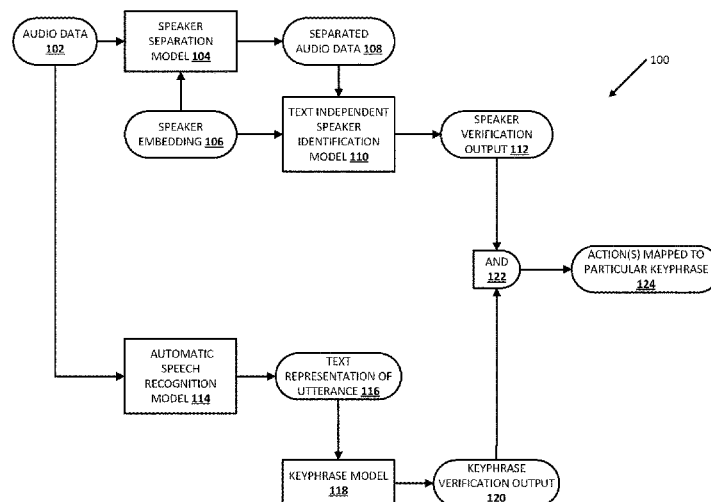 AUDIO DATA
102
SPEAKER
SEPARATION
MODEL 104
SEPARATED
AUDIO DATA 108
100
SPEAKER
EMBEDDING 106
TEXT INDEPENDENT
SPEAKER
IDENTIFICATION
MODEL 110
SPEAKER
VERIFICATION
OUTPUT 112
AND
122
ACTION(S) MAPPED TO
PARTICULAR KEYPHRASE
124
AUTOMATIC
SPEECH
RECOGNITION
MODEL 114
TEXT
REPRESENTATION OF
UTTERANCE 116
KEYPHRASE MODEL
118
KEYPHRASE
VERIFICATION OUTPUT
120